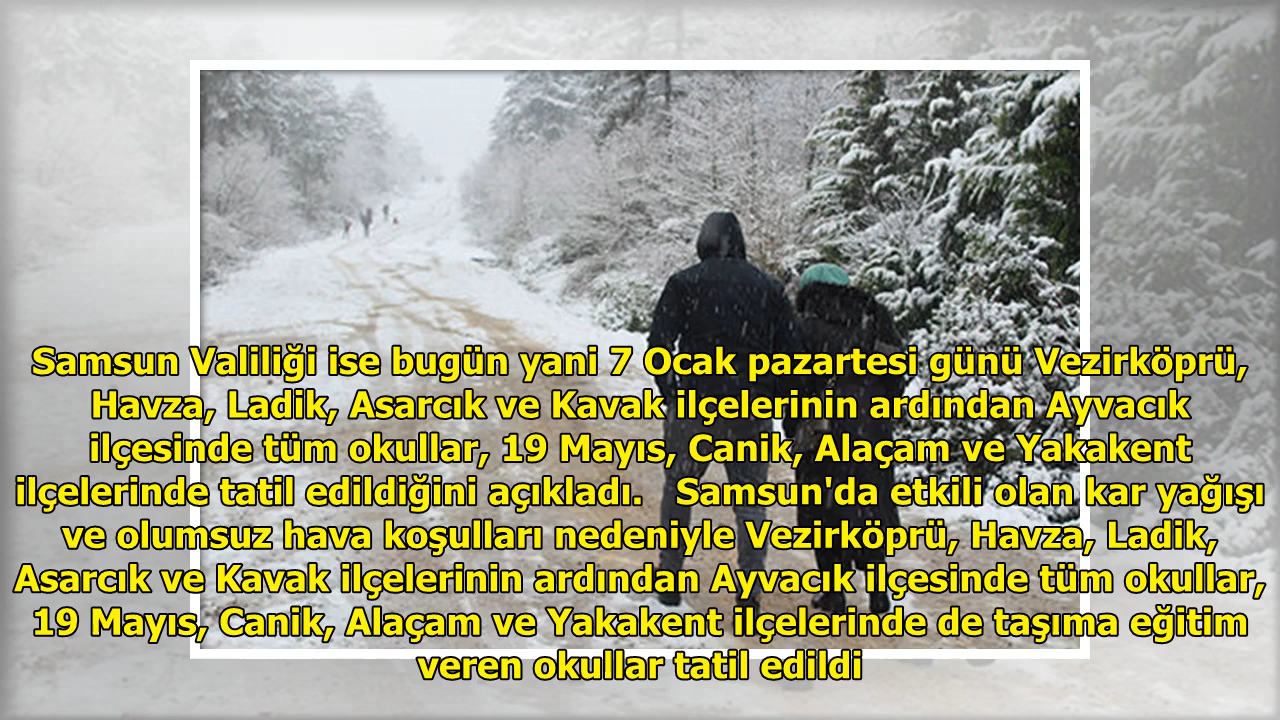 Samsun Valiliği ise bugün yani 7 Ocak pazartesi günü Vezirköprü,
Havza, Ladik, Asarcık ve Kavak ilçelerinin ardından Ayvacık
ilçesinde tüm okullar, 19 Mayıs, Canik, Alaçam ve Yakakent
ilçelerinde tatil edildiğini açıkladı.   Samsun'da etkili olan kar yağışı
ve olumsuz hava koşulları nedeniyle Vezirköprü, Havza, Ladik,
Asarcık ve Kavak ilçelerinin ardından Ayvacık ilçesinde tüm okullar,
19 Mayıs, Canik, Alaçam ve Yakakent ilçelerinde de taşıma eğitim
veren okullar tatil edildi